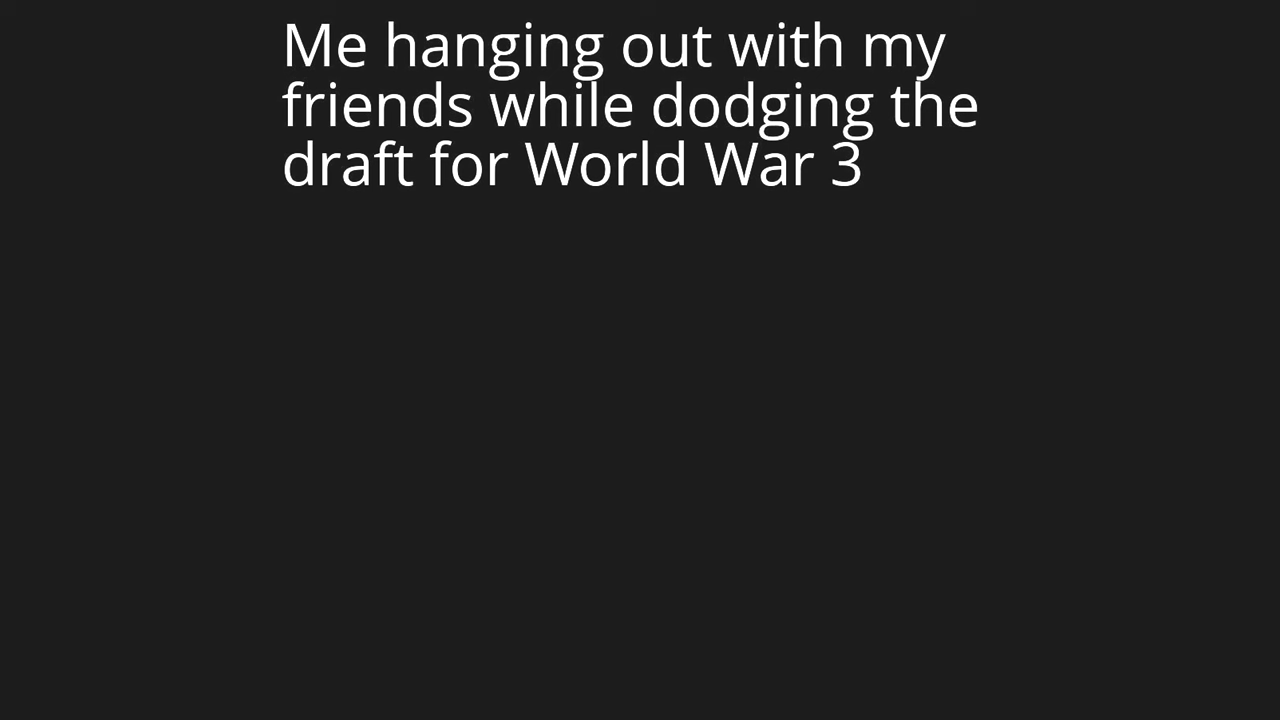 Me hanging out with my
friends while dodging the
draft for World War 3